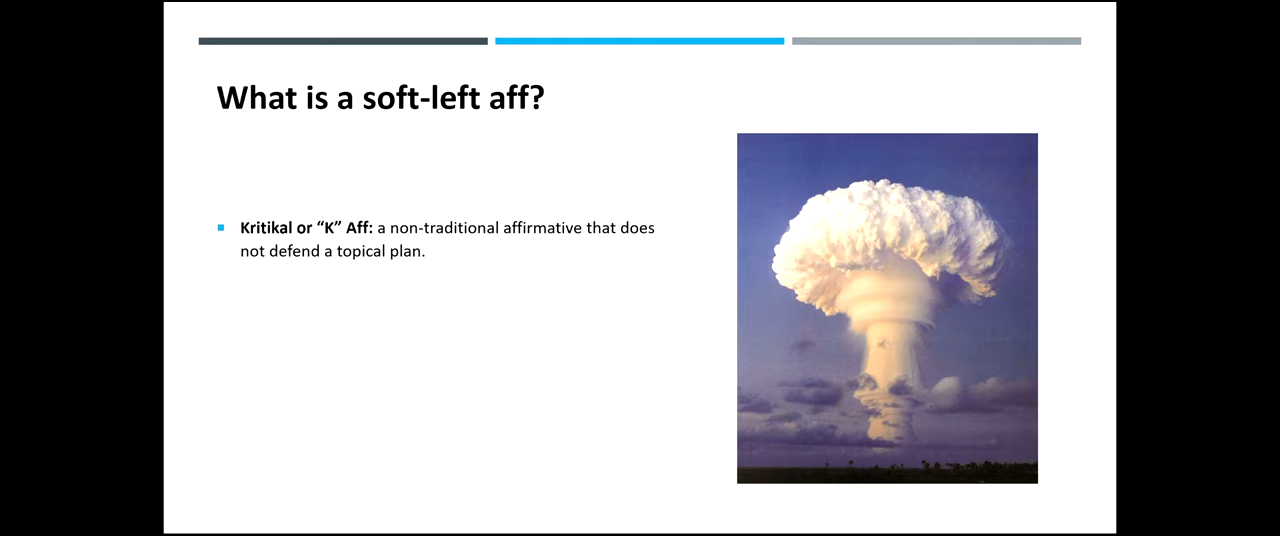 What is a soft-left aff?
Kritikal or “K” Aff: a non-traditional affirmative that does
not defend a topical plan.